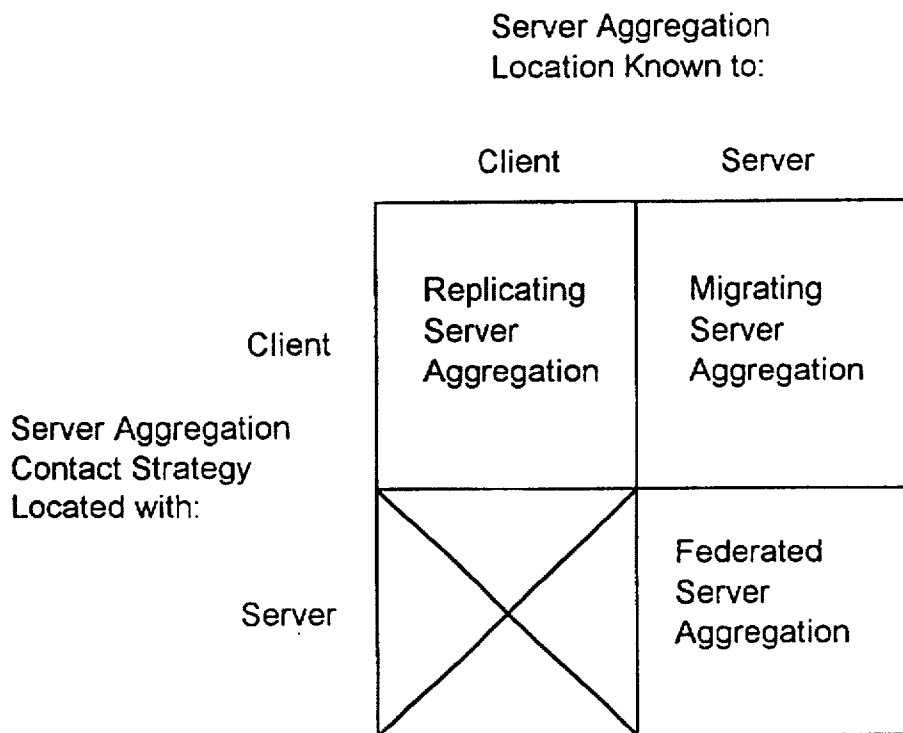 Server Aggregation
Location Known to:
Client
Server
Replicating
Server
Aggregation
Migrating
Server
Aggregation
Client
Server Aggregation
Contact Strategy
Located with:
Server
Federated
Server
Aggregation